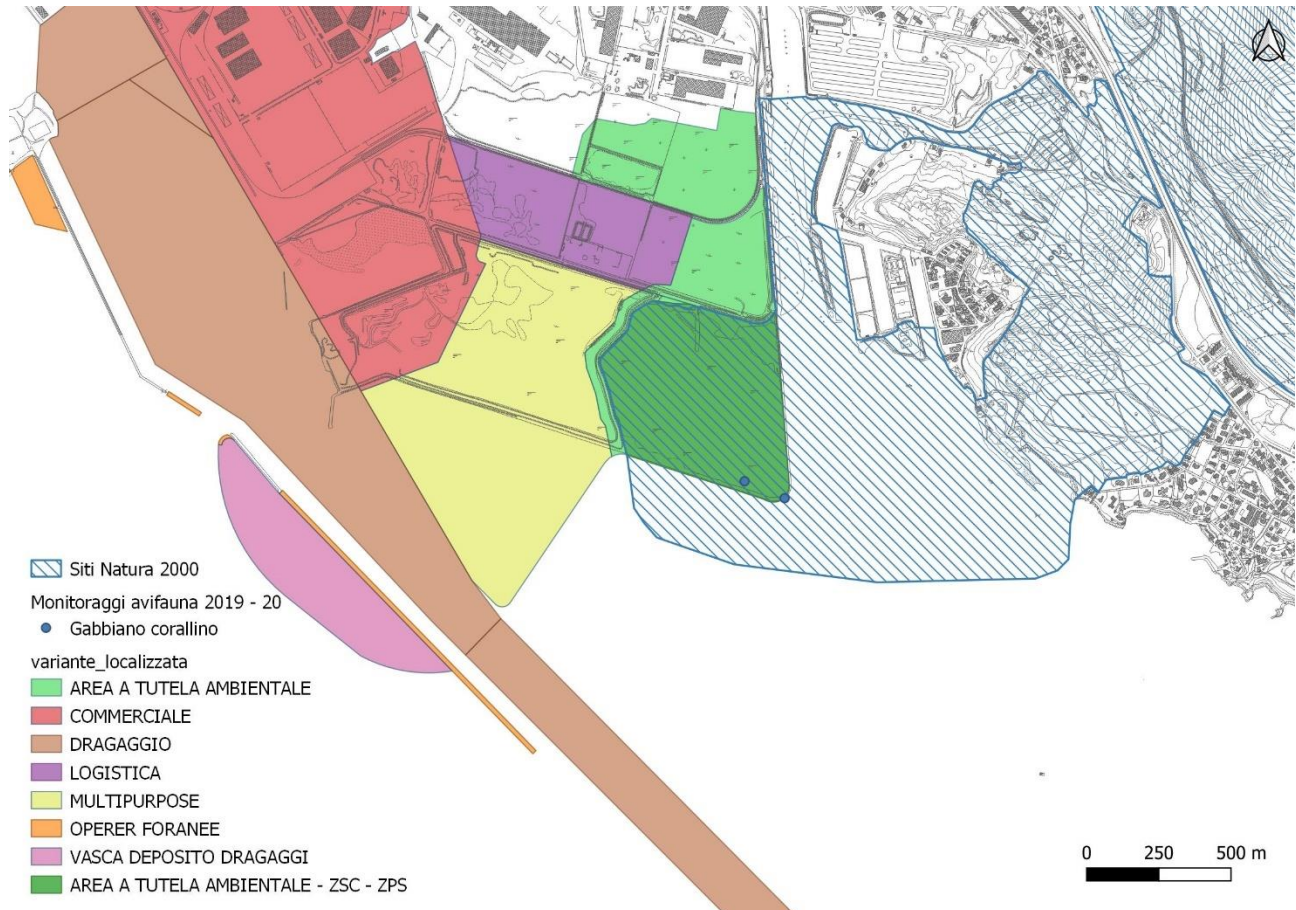 Siti Natura 2000
Monitoraggi avifauna 2019 - 20
Gabbiano corallino
variante_localizzata
AREA A TUTELA AMBIENTALE
COMMERCIALE
DRAGAGGIO
LOGISTICA
MULTIPURPOSE
OPERER FORANEE
VASCA DEPOSITO DRAGAGGI
AREA A TUTELA AMBIENTALE - ZSC - ZPS
0 250 500 m